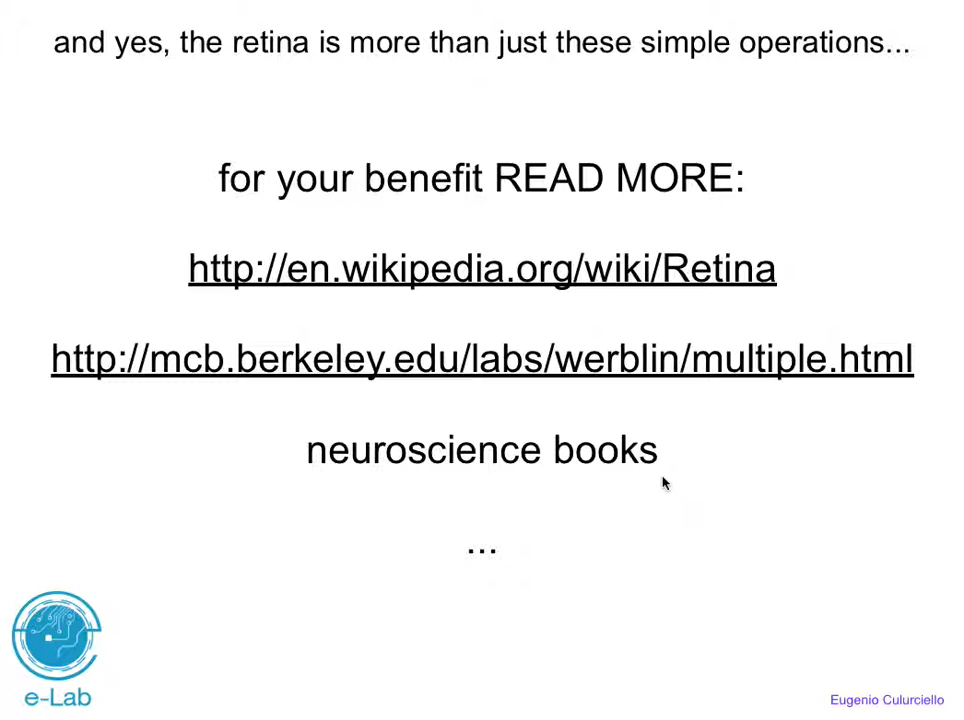 and yes, the retina is more than just these simple operations...
for your benefit READ MORE:
http://en.wikipedia.org/wiki/Retina
http://mcb.berkeley.edu/labs/werblin/multiple.html
neuroscience books
...
e-Lab
Eugenio Culurciello